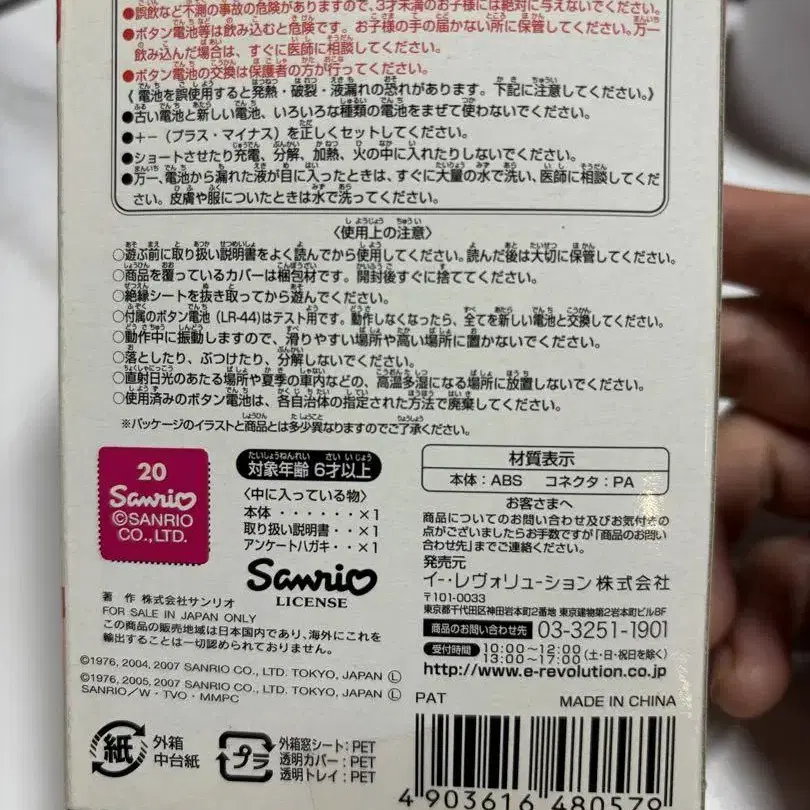 ●誤飲など不測の事故の危険がありますので、3才未満のお子様には絶対に与えないでください。
●ボタン電池等は飲み込むと危険です。お子様の手の届かない所に保管してください。万一
飲み込んだ場合は、すぐに医師に相談してください。
●ボタン電池の交換は保護者の方が行ってください。
《電池を誤使用すると発熱・破裂・液漏れの恐れがあります。下記に注意してください。》
●古い電池と新しい電池、いろいろな種類の電池をまぜて使わないでください。
●+−(プラス・マイナス)を正しくセットしてください。
●ショートさせたり充電、分解、加熱、火の中に入れたりしないでください。
●万一、電池から漏れた液が目に入ったときは、すぐに大量の水で洗い、医師に相談してくだ
さい。皮膚や服についたときは水で洗ってください。
〈使用上の注意〉
○遊ぶ前に取り扱い説明書をよく読んでから使用してください。読んだ後は大切に保管してください。
○商品を覆っているカバーは梱包材です。開封後すぐに捨ててください。
○絶縁シートを抜き取ってから遊んでください。
○付属のボタン電池(LR-44)はテスト用です。動作しなくなったら、全てを新しい電池と交換してください。
○動作中に振動しますので、滑りやすい場所や高い場所に置かないでください。
○落としたり、ぶつけたり、分解しないでください。
○直射日光のあたる場所や夏季の車内などの、高温多湿になる場所に放置しないでください。
○使用済みのボタン電池は、各自治体の指定された方法で廃棄してください。
※パッケージのイラストと商品とは多少異なりますのでご了承ください。
20
Sanrio
©SANRIO
CO.,LTD.
対象年齢 6才以上
〈中に入っている物〉
本体・・・・・・×1
取り扱い説明書・・×1
アンケートハガキ・・×1
Sanrio
LICENSE
著 作 株式会社サンリオ
FOR SALE IN JAPAN ONLY
この商品の販売地域は日本国内であり、海外にこれを
輸出することは一切認められておりません。
©1976, 2004, 2007 SANRIO CO., LTD. TOKYO, JAPAN Ⓛ
©1976, 2005, 2007 SANRIO CO., LTD. TOKYO, JAPAN Ⓛ
SANRIO/W・TVO・MMPC
材質表示
本体:ABS コネクタ:PA
お客さまへ
商品についてのお問い合わせ及びお気付きの
点がございましたらお手数ですが「商品のお問い
合わせ先」までご連絡ください。
発売元
イー・レヴォリューション株式会社
〒101-0033
東京都千代田区神田岩本町2番地 東京建物第2岩本町ビル8F
商品のお問い合わせ先 03-3251-1901
受付時間 10:00〜12:00
13:00〜17:00 (土・日・祝日を除く)
http://www.e-revolution.co.jp
PAT MADE IN CHINA
紙 外箱
中台紙
プラ 外箱窓シート:PET
透明カバー:PET
透明トレイ:PET
4 903616 480579